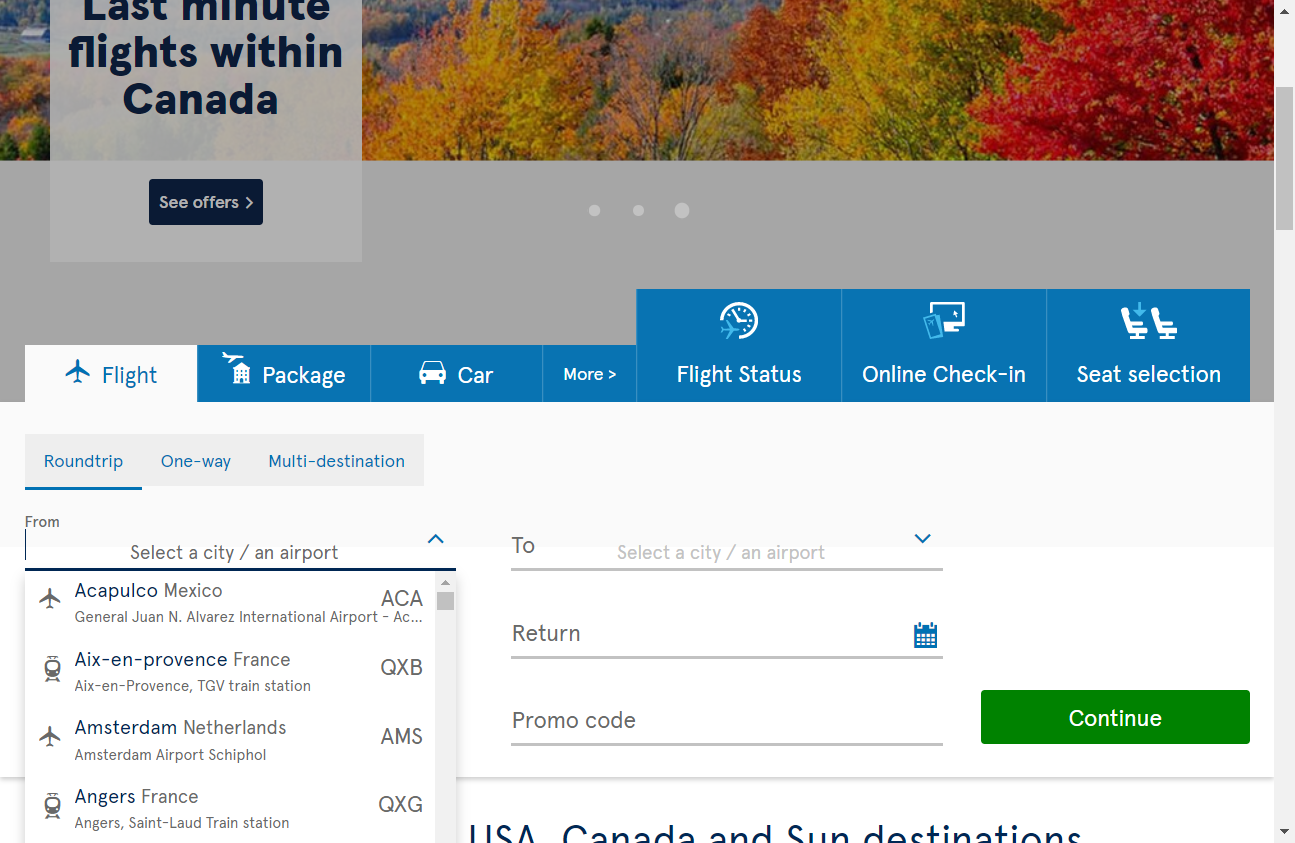 Last minute
flights within
Canada
See offers
Flight
Package
Car
More >
Flight Status
Online Check-in
Seat selection
Roundtrip
One-way
Multi-destination
From
Select a city / an airport
To
Select a city / an airport
Acapulco Mexico
ACA
General Juan N. Alvarez International Airport - Ac...
Aix-en-provence France
QXB
Aix-en-Provence, TGV train station
Amsterdam Netherlands
AMS
Amsterdam Airport Schiphol
Angers France
QXG
Angers, Saint-Laud Train station
Return
Promo code
Continue
USA, Canada and Sun destinations